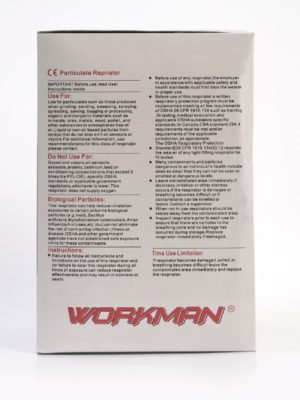 CE Particulate Repirator
IMPORTANT! Before use, read User
Instructions inside.
Use For:
Use for particulates such as those produced
when grinding, sanding, sweeping, spraying,
spreading, sawing, bagging or processing
organic and inorganic materials such as
minerals, ores, metals, wood, pollen, and
other substances in atmospheres free of
oil. Liquid or non-oil based particles from
sprays that do not also emit oil aerosols or
vapors. For additional information user
recommendations for this class of respirator
please contact:
Do Not Use For:
Gases or vapors, oil aerosols,
asbestos, arsenic, cadmium, lead, or
sandblasting; concentrations that exceed
times the PEL/OEL, specific OSHA
standards, or applicable government
regulations, whichever is lower. This
respirator does not supply oxygen.
Biological Particles:
This respirator can help reduce inhalation
exposures to certain airborne biological
particles (e.g. mold, Bacillus
anthracis, Mycobacterium tuberculosis, Avian
influenza A viruses, etc.) but cannot eliminate
the risk of contracting infection, illness or
disease. OSHA and other government
agencies have not established safe exposure
limits for these contaminants.
Instructions:
Failure to follow all instructions and
limitations on the use of this respirator and
/or failure to wear this respirator during all
times of exposure can reduce respirator
effectiveness and may result in sickness or
death.
Before use of any respirator, the employer
in accordance with applicable safety and
health standards must first form the wearer
in proper use.
Before use of this respirator, a written
respiratory protection program must be
implemented meeting all the requirements
of OSHA 29 CFR 1910.134 such as training
, fit testing, medical evaluation, and
applicable OSHA substance specific
standards. In Canada, CSA standard Z94.4
requirements must be met and/or
requirements of the applicable
jurisdiction, as appropriate.
The OSHA Respiratory Protection
Standard (29 CFR 1910.134(f)(1)) requires
the wearer of any tight-fitting respirator be
fit tested.
Many contaminants and particles
dangerous to an individual's health include
ones so small that they can not be seen or
smelled at dangerous levels.
Leave contaminated area immediately if
dizziness, irritation or other distress
occurs, if the respirator is damaged or
breathing becomes difficult; or if
contaminants can be smelled or
tasted. Contact a supervisor
When not in use, respirators should be
stored away from the contaminated area
Inspect respirators prior to each use to
ensure that there are no holes in the
breathing zone and no damage has
occurred during storage. Replace
respirator immediately if damaged.
Time Use Limitation
If respirator becomes damaged, soiled, or
breathing becomes difficult leave the
contaminated area immediately and replace
the respirator.
WORKMAN®